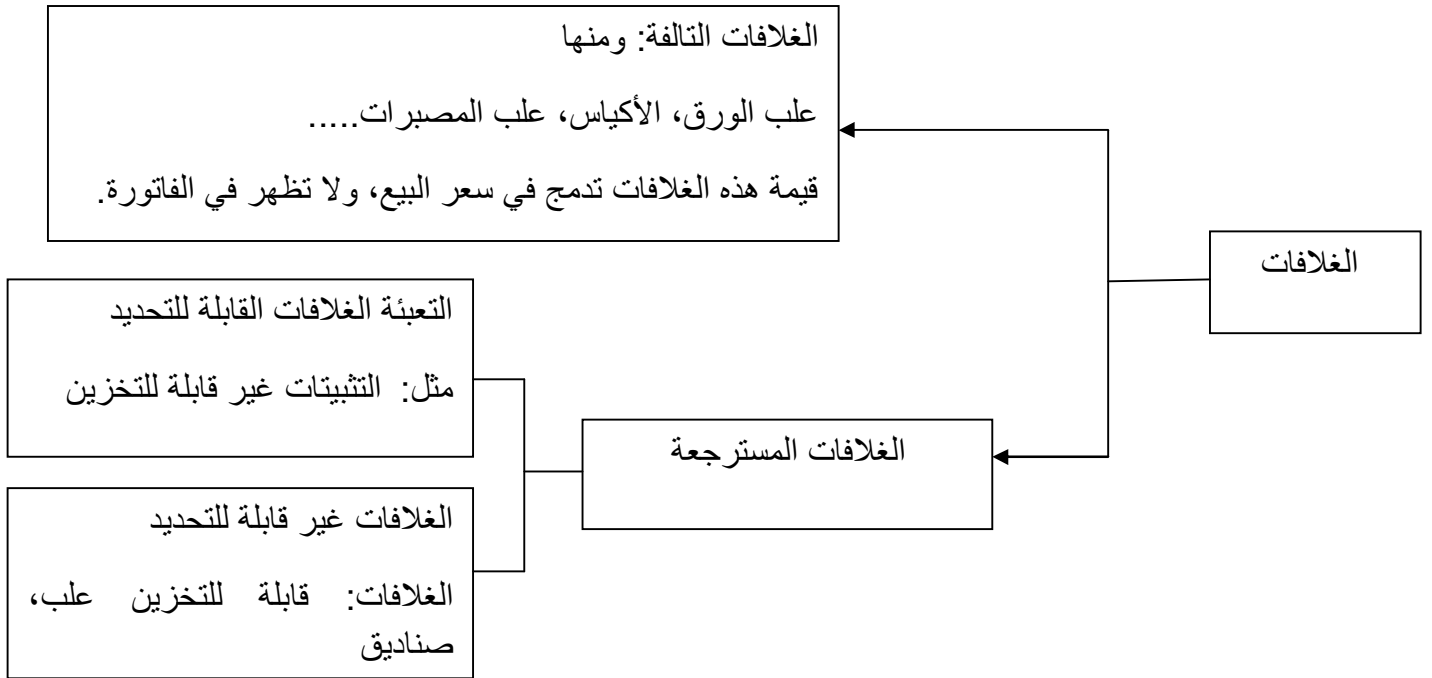 الغلافات التالفة: ومنها
علب الورق، الأكياس، علب المصبرات.....
قيمة هذه الغلافات تدمج في سعر البيع، ولا تظهر في الفاتورة.
الغلافات
التعبئة الغلافات القابلة للتحديد
مثل: التثبيتات غير قابلة للتخزين
الغلافات المسترجعة
الغلافات غير قابلة للتحديد
الغلافات: قابلة للتخزين علب،
صناديق